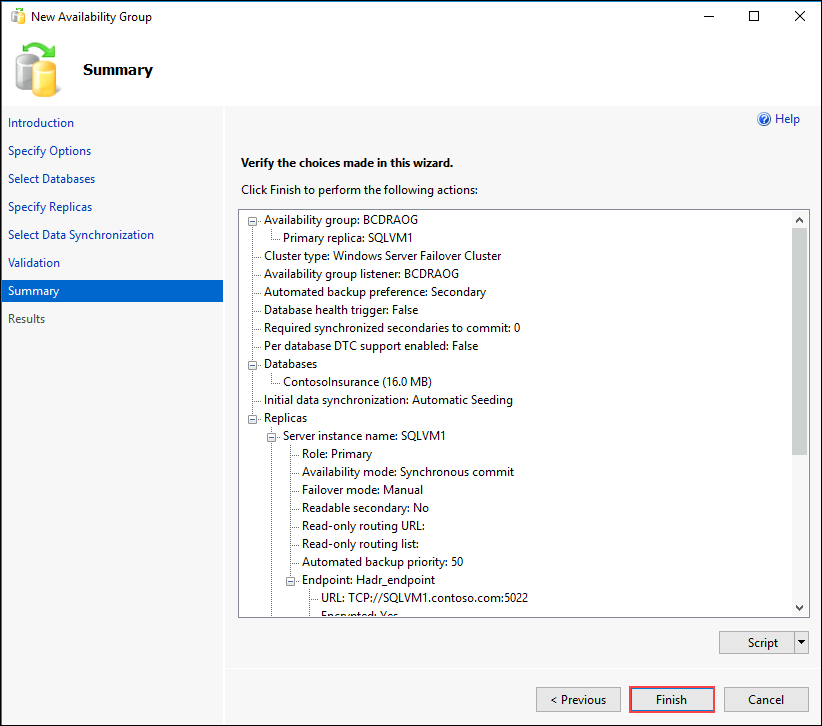 New Availability Group
Summary
Introduction
Specify Options
Select Databases
Specify Replicas
Select Data Synchronization
Validation
Summary
Results
Help
Verify the choices made in this wizard.
Click Finish to perform the following actions:
Availability group: BCDRAOG
Primary replica: SQLVM1
Cluster type: Windows Server Failover Cluster
Availability group listener: BCDRAOG
Automated backup preference: Secondary
Database health trigger: False
Required synchronized secondaries to commit: 0
Per database DTC support enabled: False
Databases
ContosoInsurance (16.0 MB)
Initial data synchronization: Automatic Seeding
Replicas
Server instance name: SQLVM1
Role: Primary
Availability mode: Synchronous commit
Failover mode: Manual
Readable secondary: No
Read-only routing URL:
Read-only routing list:
Automated backup priority: 50
Endpoint: Hadr_endpoint
URL: TCP://SQLVM1.contoso.com:5022
Encrypted: Yes
Script
< Previous
Finish
Cancel